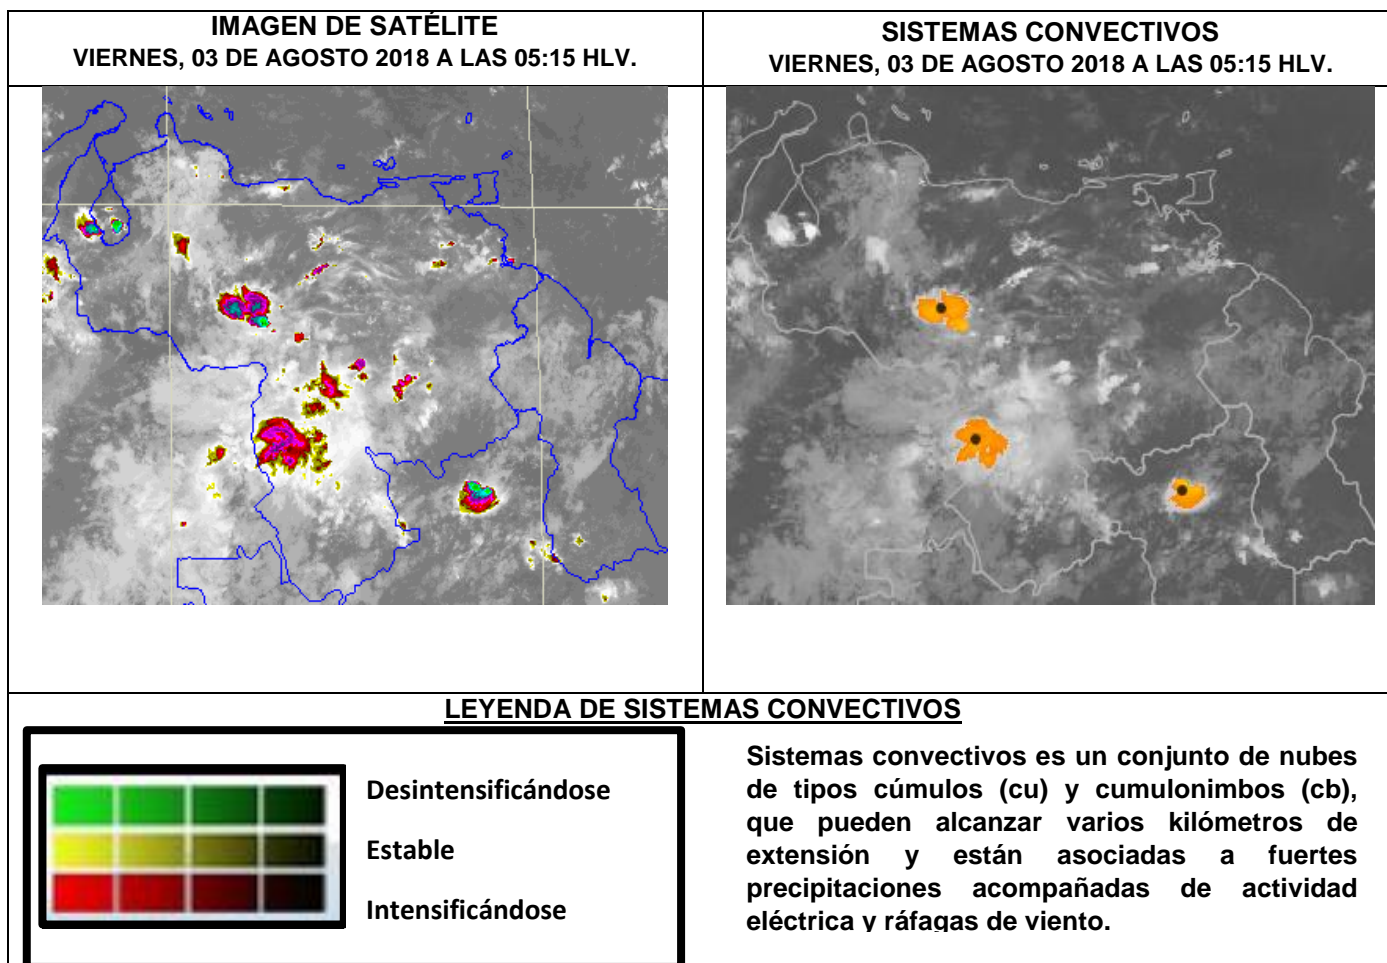 IMAGEN DE SATÉLITE
VIERNES, 03 DE AGOSTO 2018 A LAS 05:15 HLV.
SISTEMAS CONVECTIVOS
VIERNES, 03 DE AGOSTO 2018 A LAS 05:15 HLV.
LEYENDA DE SISTEMAS CONVECTIVOS
Desintensificándose
Estable
Intensificándose
Sistemas convectivos es un conjunto de nubes
de tipos cúmulos (cu) y cumulonimbos (cb),
que pueden alcanzar varios kilómetros de
extensión y están asociadas a fuertes
precipitaciones acompañadas de actividad
eléctrica y ráfagas de viento.